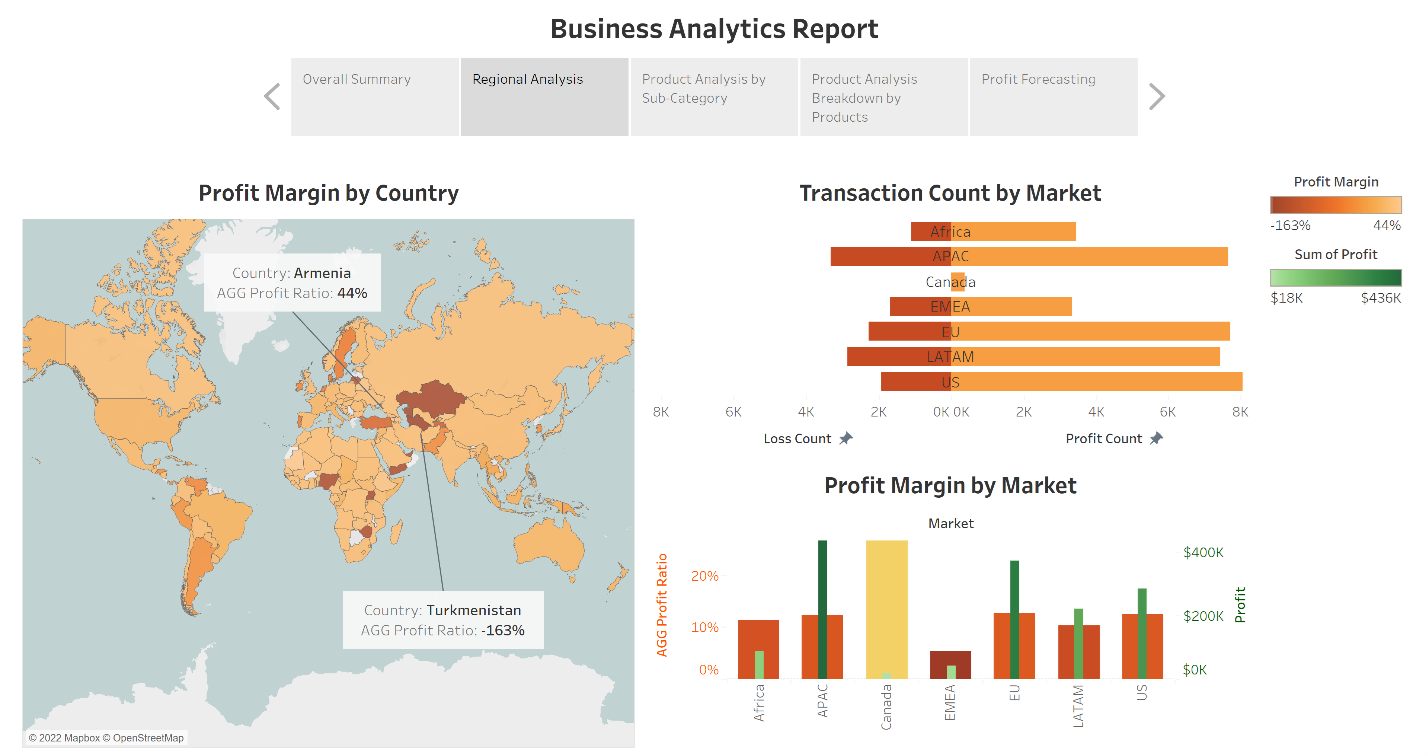 Business Analytics Report
Overall Summary
Regional Analysis
Product Analysis by
Sub-Category
Product Analysis
Breakdown by
Products
Profit Forecasting
Profit Margin by Country
Country: Armenia
AGG Profit Ratio: 44%
Country: Turkmenistan
AGG Profit Ratio: -163%
© 2022 Mapbox © OpenStreetMap
Transaction Count by Market
Africa
APAC
Canada
EMEA
EU
LATAM
US
8K 6K 4K 2K 0K 0K 2K 4K 6K 8K
Loss Count
Profit Count
Profit Margin
-163% 44%
Sum of Profit
$18K $436K
Profit Margin by Market
Market
AGG Profit Ratio
20%
10%
0%
$400K
$200K
$0K
Profit
Africa
APAC
Canada
EMEA
EU
LATAM
US